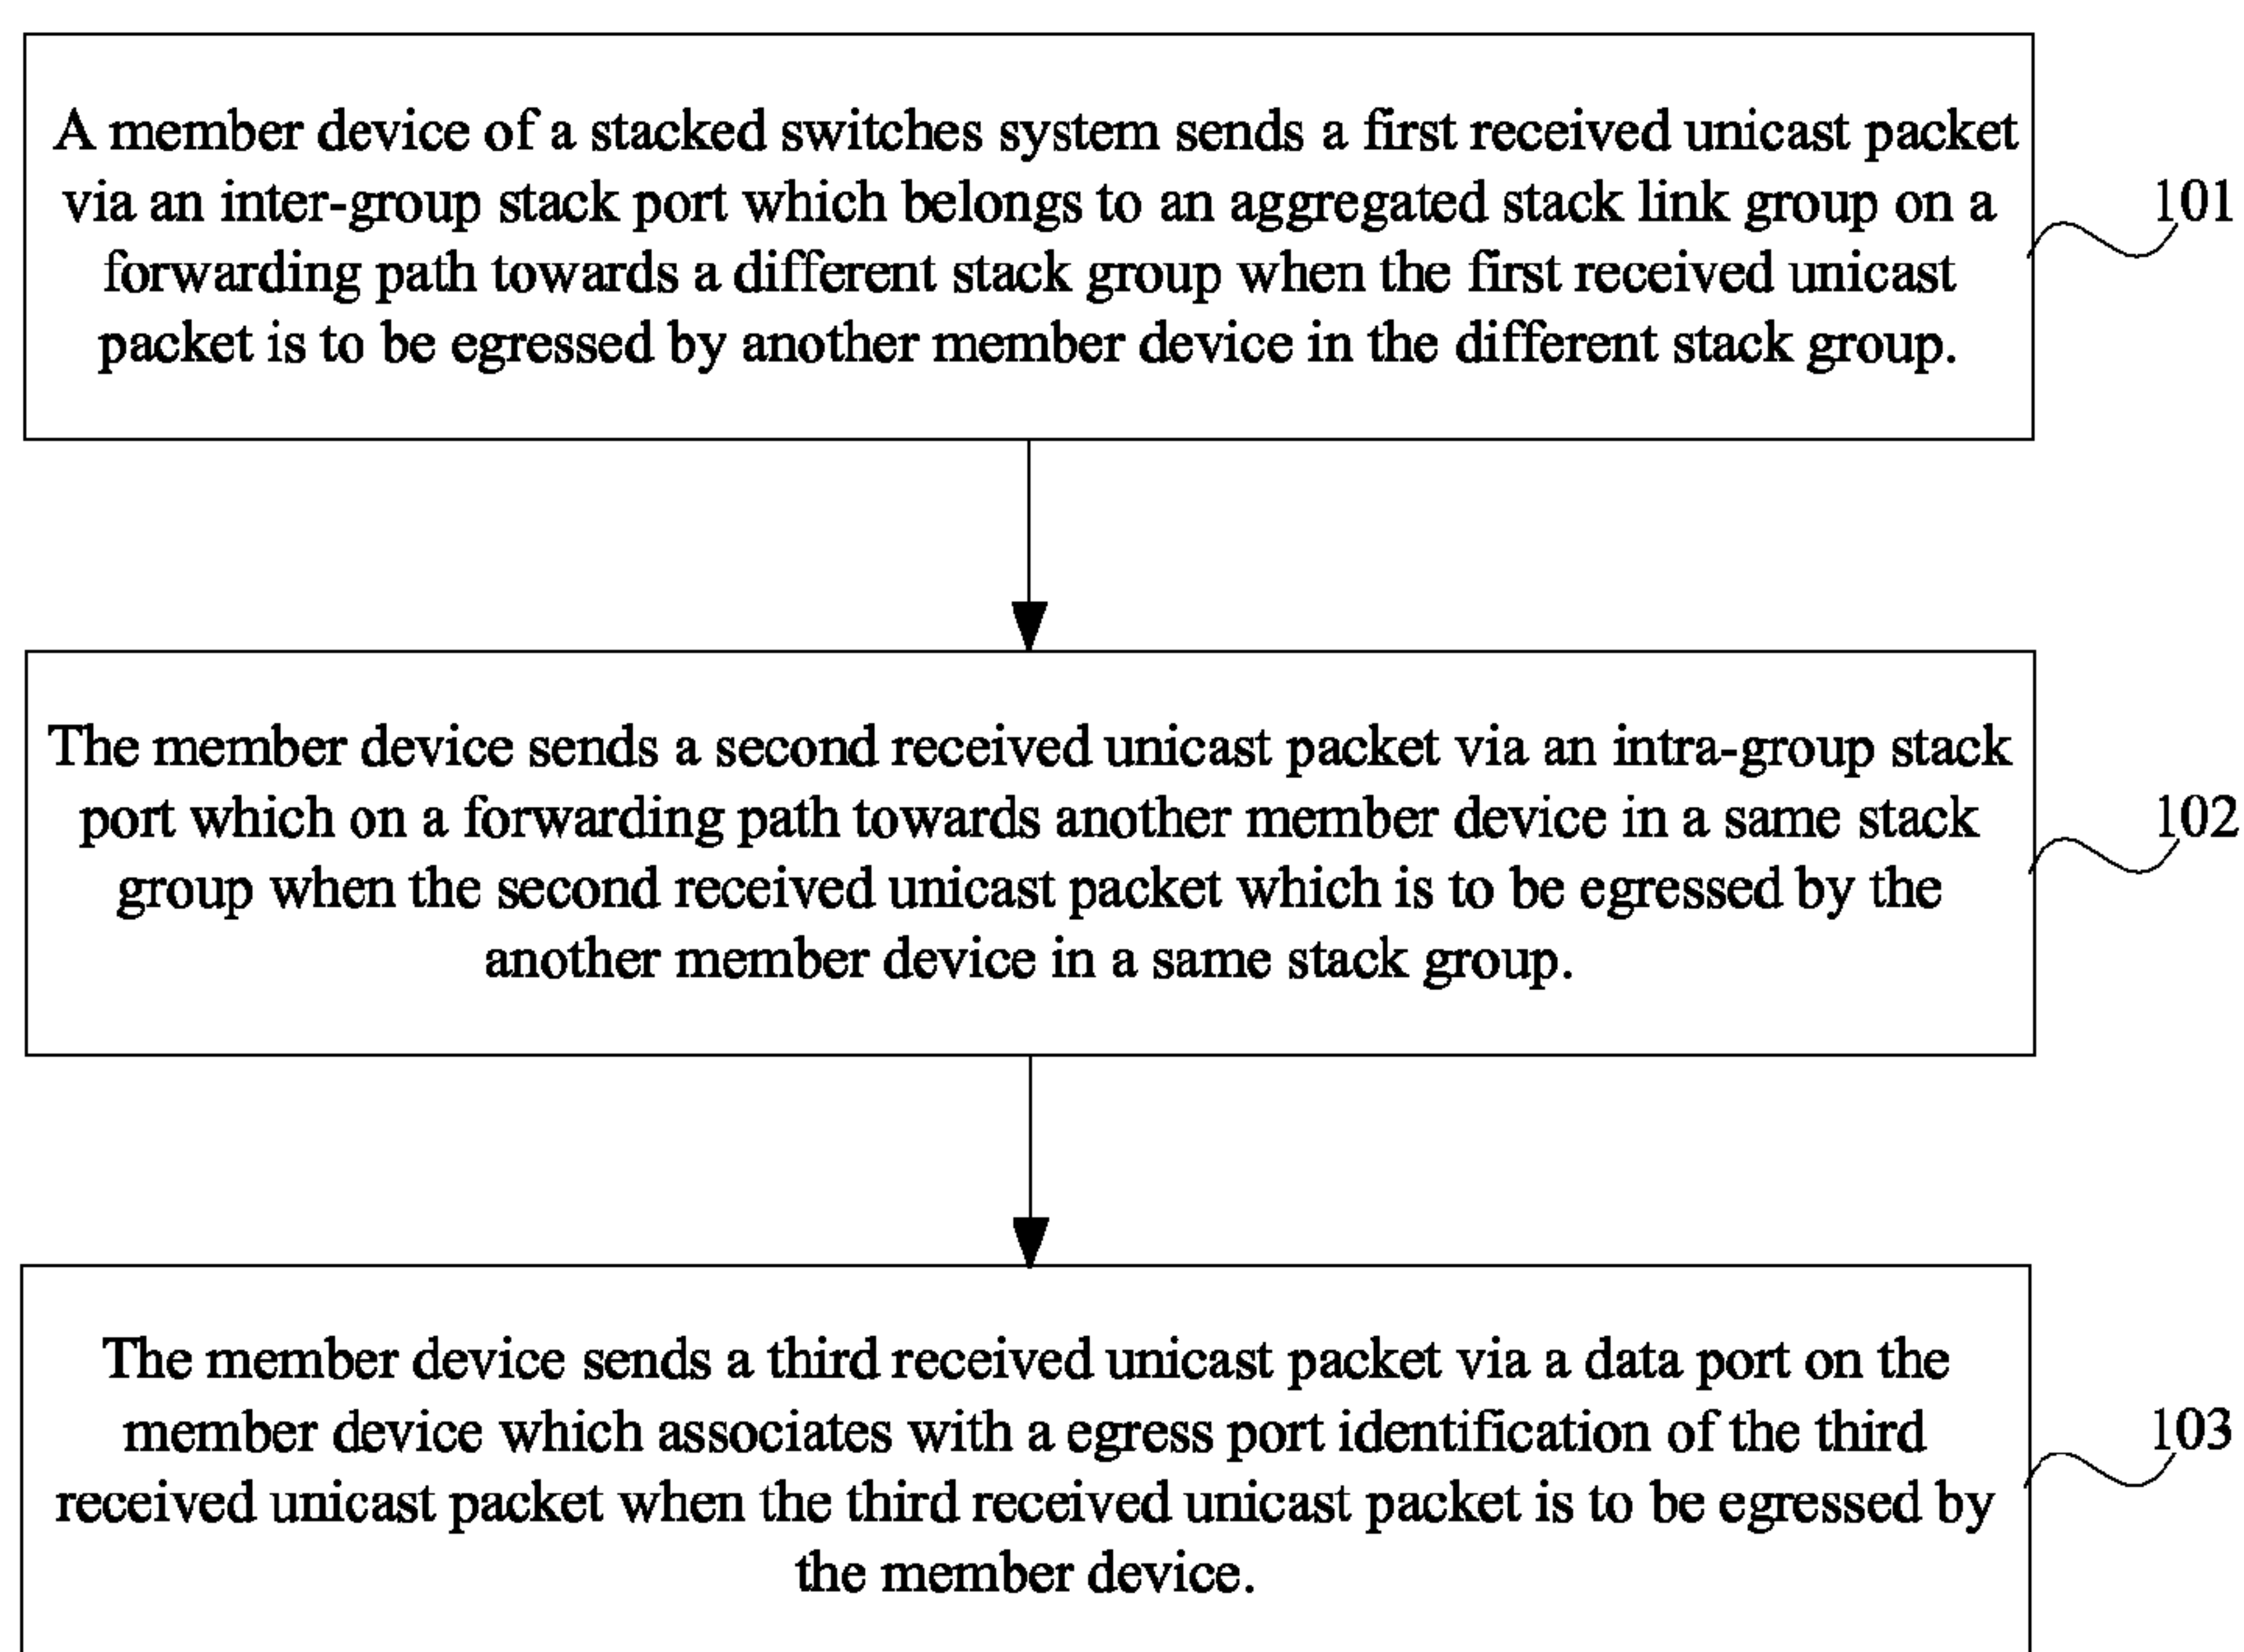 A member device of a stacked switches system sends a first received unicast packet
via an inter-group stack port which belongs to an aggregated stack link group on a
forwarding path towards a different stack group when the first received unicast
packet is to be egressed by another member device in the different stack group.
101
The member device sends a second received unicast packet via an intra-group stack
port which on a forwarding path towards another member device in a same stack
group when the second received unicast packet which is to be egressed by the
another member device in a same stack group.
102
The member device sends a third received unicast packet via a data port on the
member device which associates with a egress port identification of the third
received unicast packet when the third received unicast packet is to be egressed by
the member device.
103